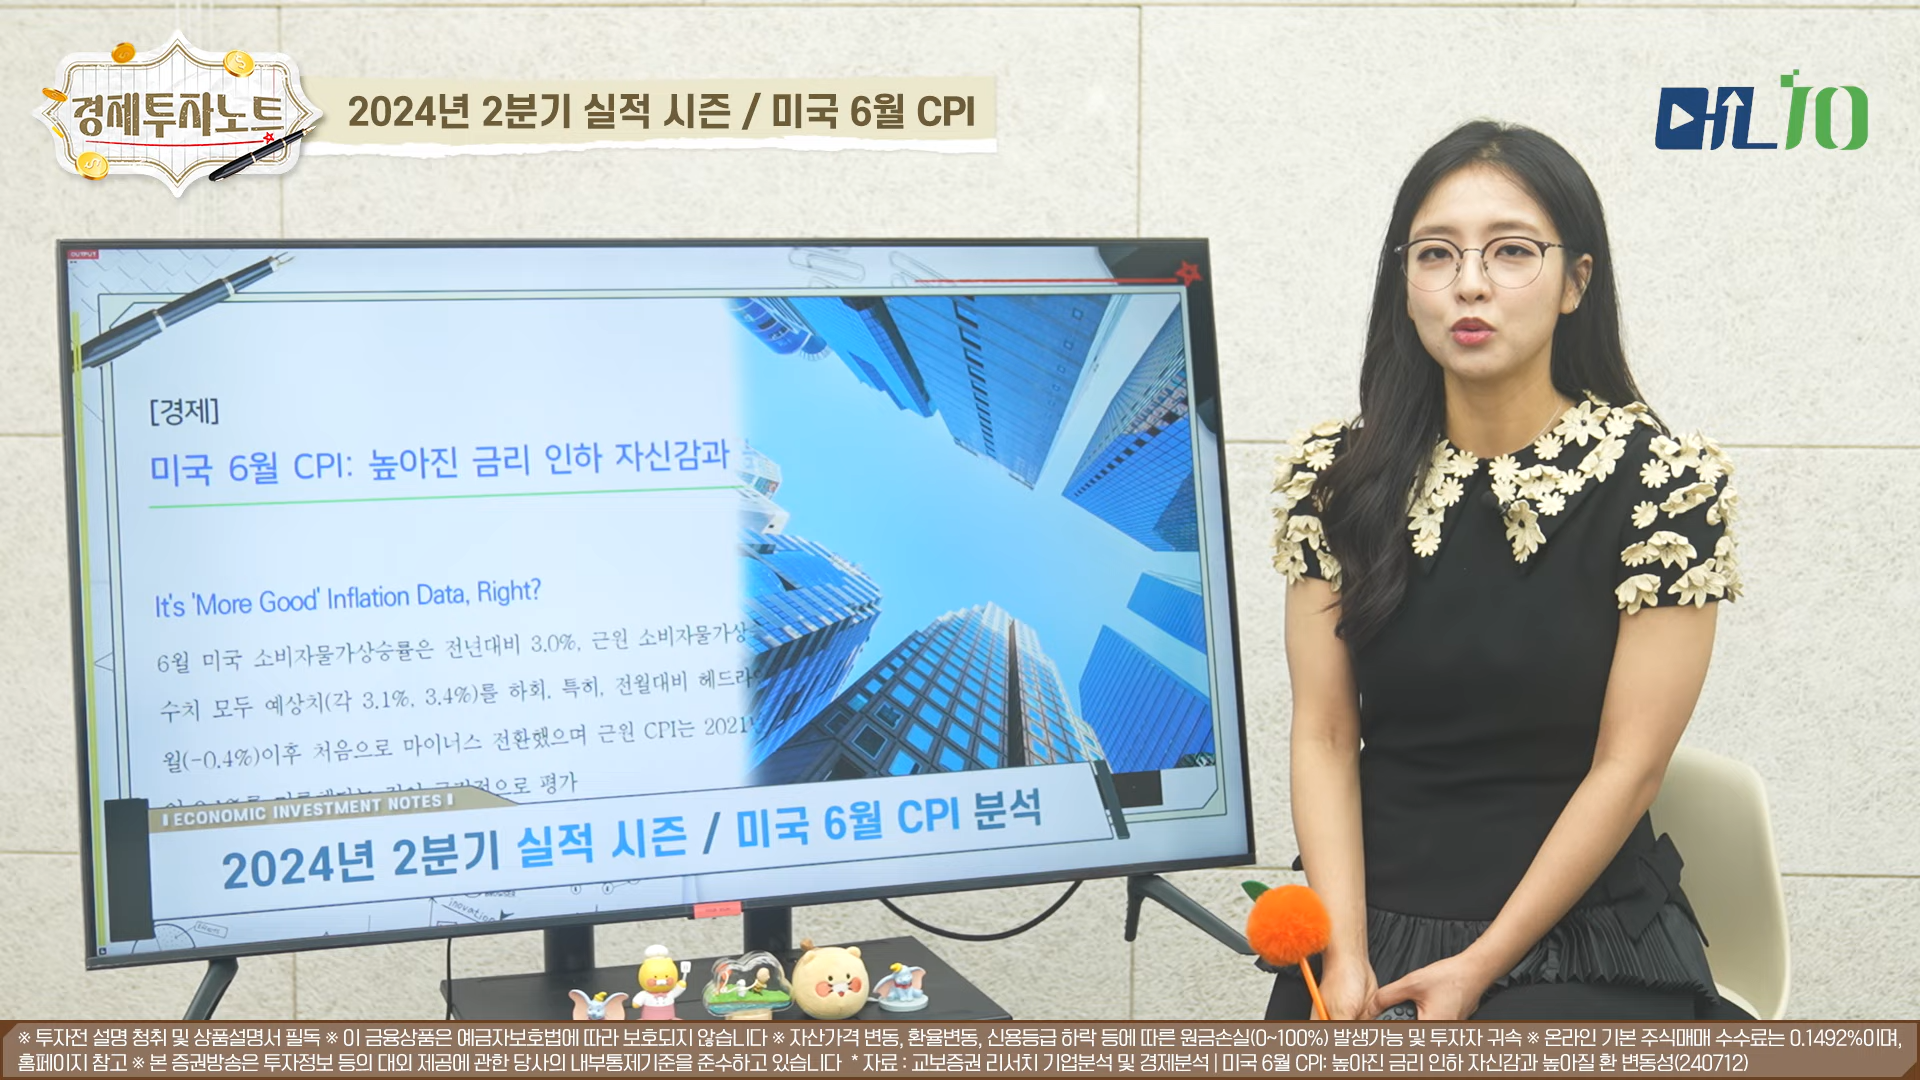 경제투자노트
2024년 2분기 실적 시즌 / 미국 6월 CPI
머니10
OUTPUT
[경제]
미국 6월 CPI: 높아진 금리 인하 자신감과
It's 'More Good' Inflation Data, Right?
6월 미국 소비자물가상승률은 전년대비 3.0%, 근원 소비자물가상승
수치 모두 예상치(각 3.1%, 3.4%)를 하회, 특히, 전월대비 헤드라인
월(-0.4%)이후 처음으로 마이너스 전환했으며 근원 CPI는 2021년
으로 평가
ECONOMIC INVESTMENT NOTES
2024년 2분기 실적 시즌 / 미국 6월 CPI 분석
innovation
※ 투자전 설명 청취 및 상품설명서 필독 ※ 이 금융상품은 예금자보호법에 따라 보호되지 않습니다 ※ 자산가격 변동, 환율변동, 신용등급 하락 등에 따른 원금손실(0~100%) 발생가능 및 투자자 귀속 ※ 온라인 기본 주식매매 수수료는 0.1492%이며,
홈페이지 참고 ※ 본 증권방송은 투자정보 등의 대외 제공에 관한 당사의 내부통제기준을 준수하고 있습니다 * 자료 : 교보증권 리서치 기업분석 및 경제분석 | 미국 6월 CPI: 높아진 금리 인하 자신감과 높아질 환 변동성(240712)